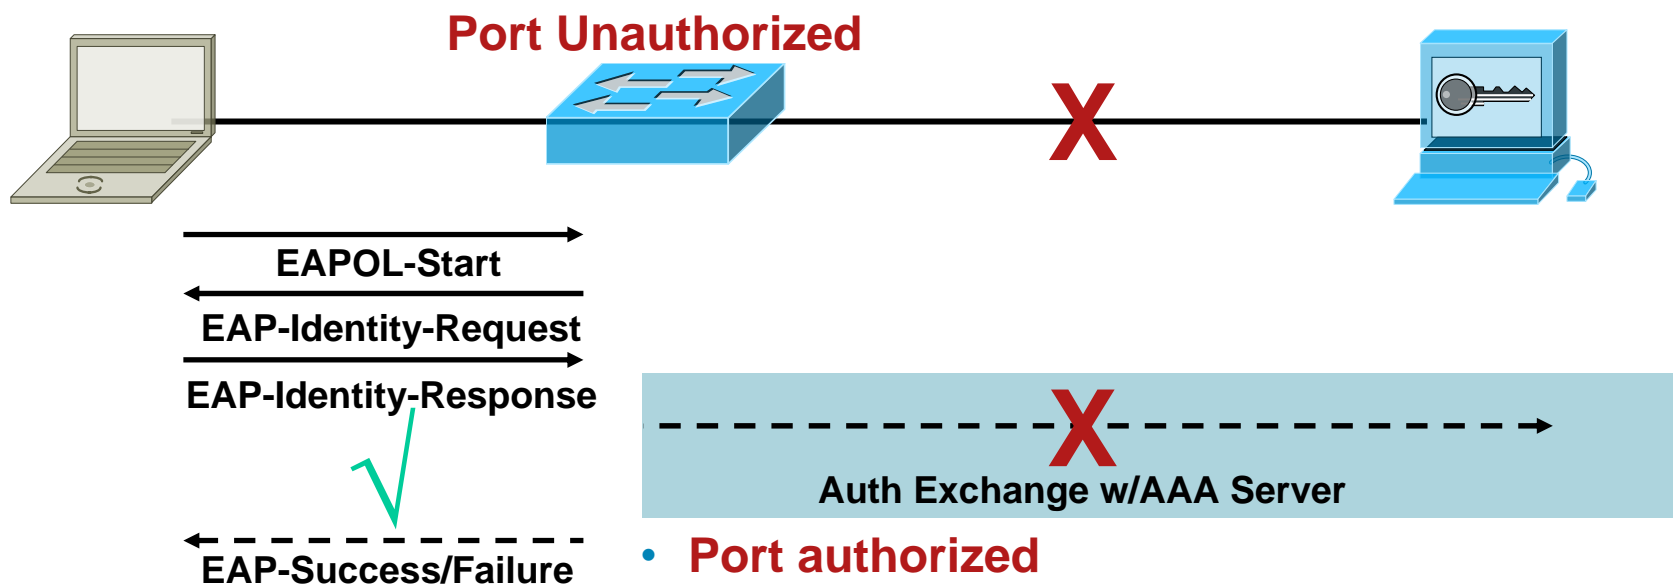 Port Unauthorized
X
EAPOL-Start
EAP-Identity-Request
EAP-Identity-Response
X
Auth Exchange w/AAA Server
EAP-Success/Failure
• Port authorized